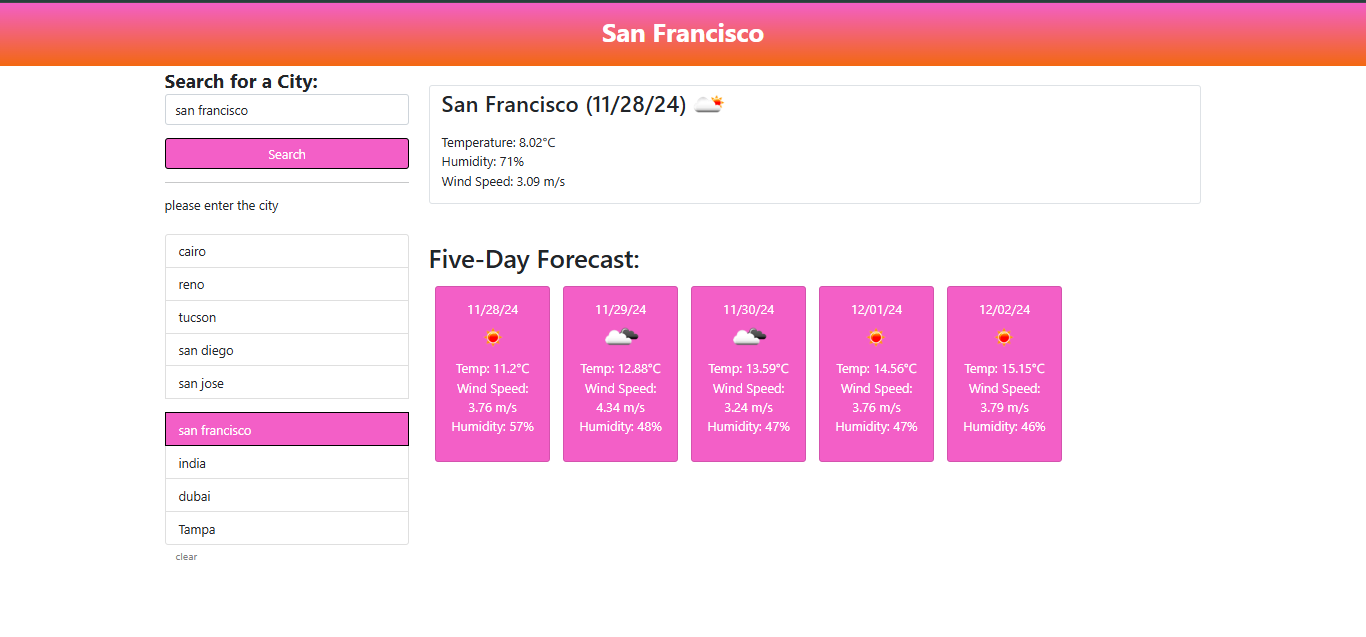 San Francisco
Search for a City:
san francisco
Search
please enter the city
cairo
reno
tucson
san diego
san jose
san francisco
india
dubai
Tampa
clear
San Francisco (11/28/24)
Temperature: 8.02°C
Humidity: 71%
Wind Speed: 3.09 m/s
Five-Day Forecast:
11/28/24
Temp: 11.2°C
Wind Speed:
3.76 m/s
Humidity: 57%
11/29/24
Temp: 12.88°C
Wind Speed:
4.34 m/s
Humidity: 48%
11/30/24
Temp: 13.59°C
Wind Speed:
3.24 m/s
Humidity: 47%
12/01/24
Temp: 14.56°C
Wind Speed:
3.76 m/s
Humidity: 47%
12/02/24
Temp: 15.15°C
Wind Speed:
3.79 m/s
Humidity: 46%